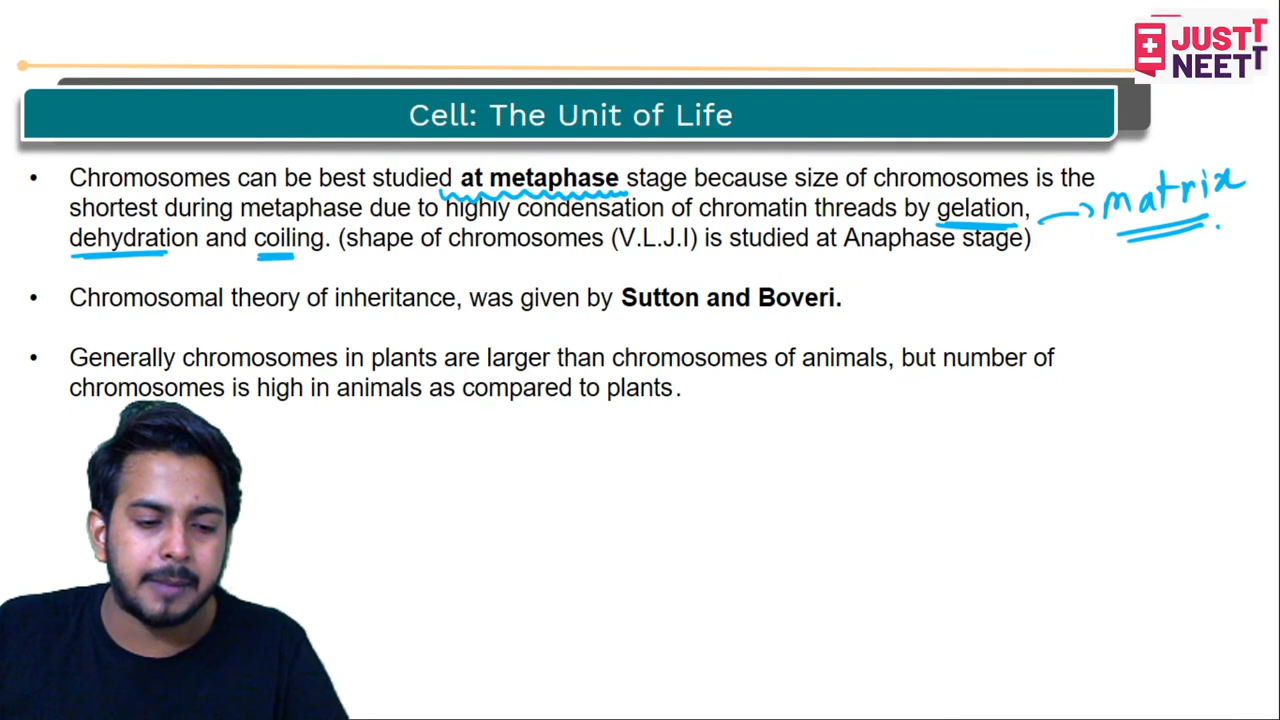 JUST T
NEET T
Cell: The Unit of Life
• Chromosomes can be best studied at metaphase stage because size of chromosomes is the
shortest during metaphase due to highly condensation of chromatin threads by gelation,
matrix
dehydration and coiling. (shape of chromosomes (V.L.J.I) is studied at Anaphase stage)
• Chromosomal theory of inheritance, was given by Sutton and Boveri.
• Generally chromosomes in plants are larger than chromosomes of animals, but number of
chromosomes is high in animals as compared to plants.